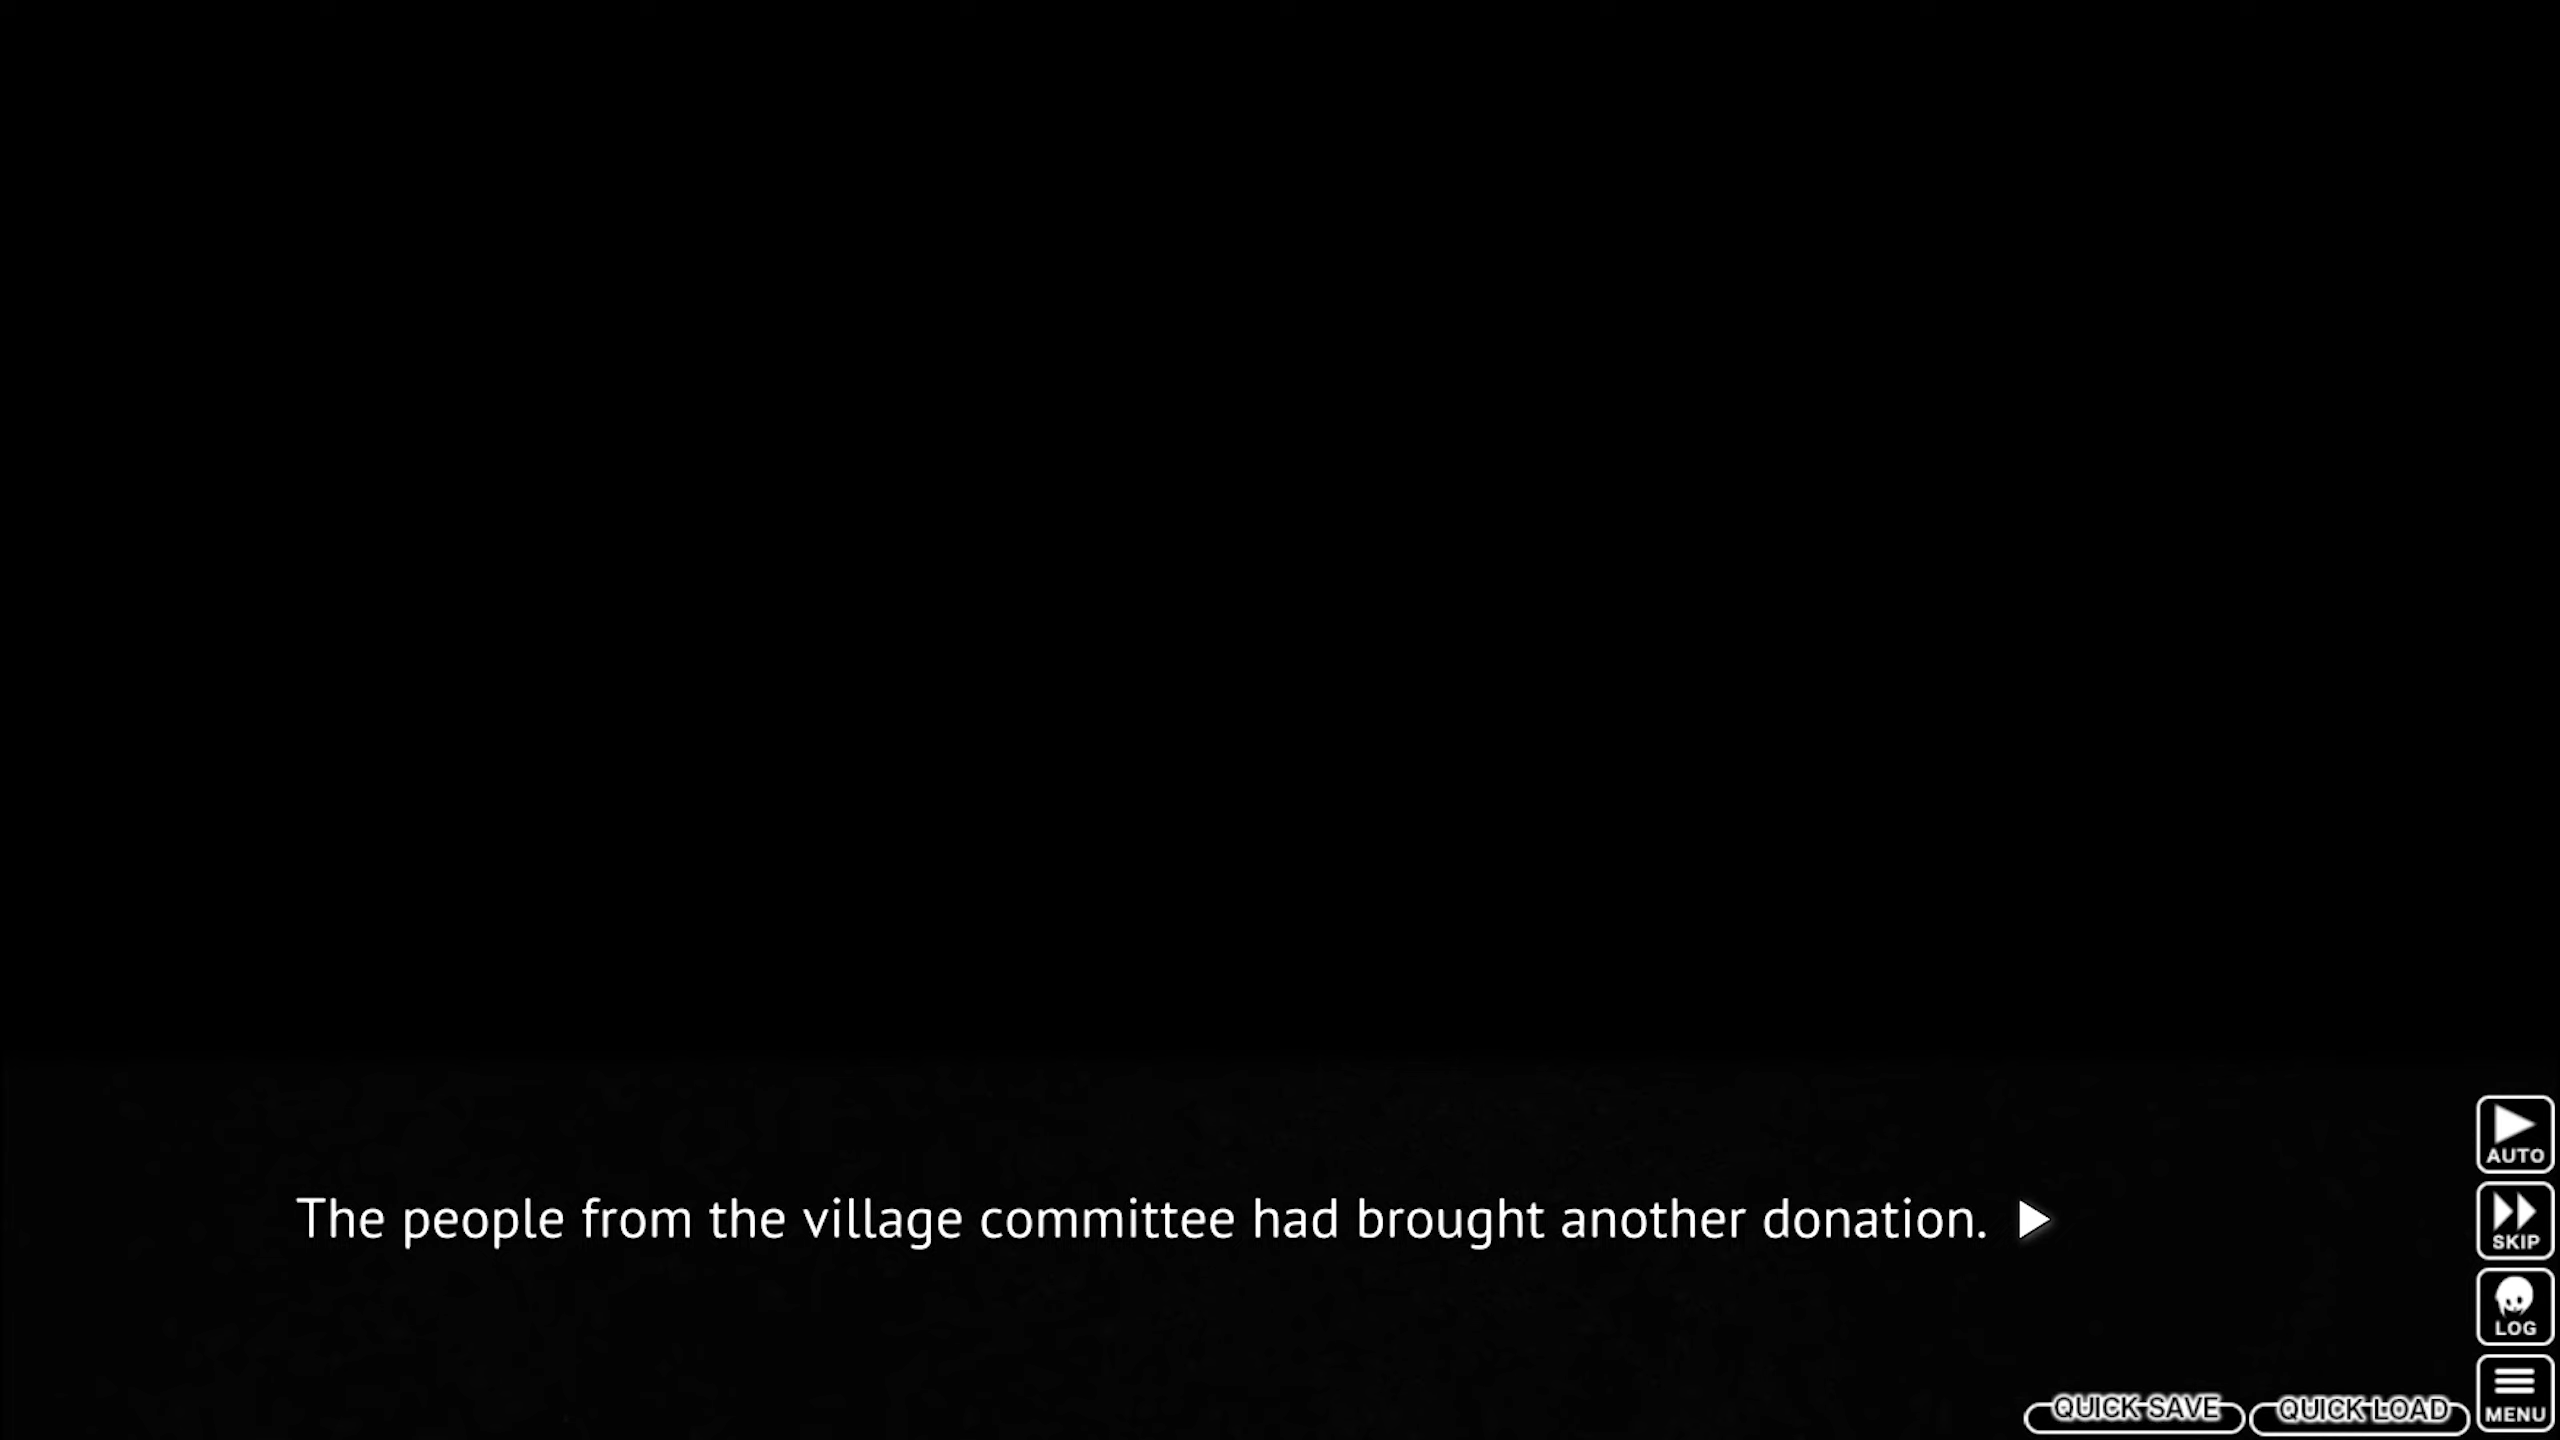 The people from the village committee had brought another donation.
AUTO
SKIP
LOG
QUICK SAVE
QUICK LOAD
MENU